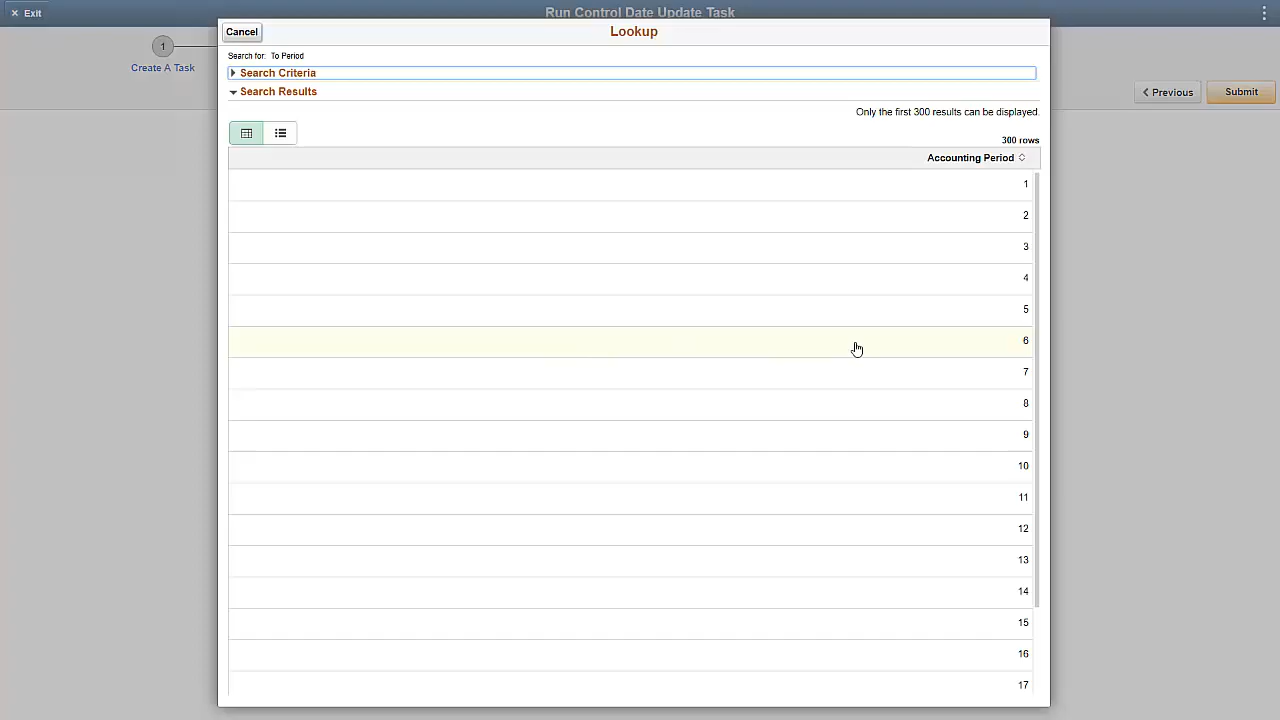 × Exit
Run Control Date Update Task
1
Create A Task
Previous
Submit
Cancel
Lookup
Search for: To Period
Search Criteria
Search Results
Only the first 300 results can be displayed.
300 rows
Accounting Period
1
2
3
4
5
6
7
8
9
10
11
12
13
14
15
16
17